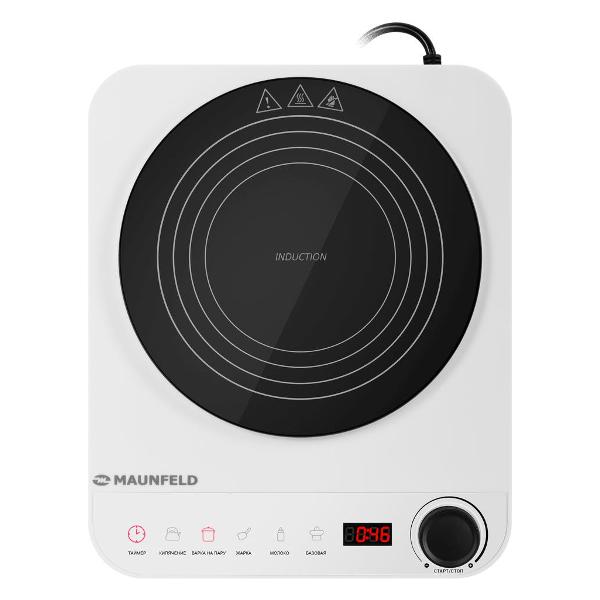 INDUCTION
MAUNFELD
0:46
ТАЙМЕР КИПЯЧЕНИЕ ВАРКА НА ПАРУ ЖАРКА МОЛОКО БАЗОВАЯ
СТАРТ/СТОП